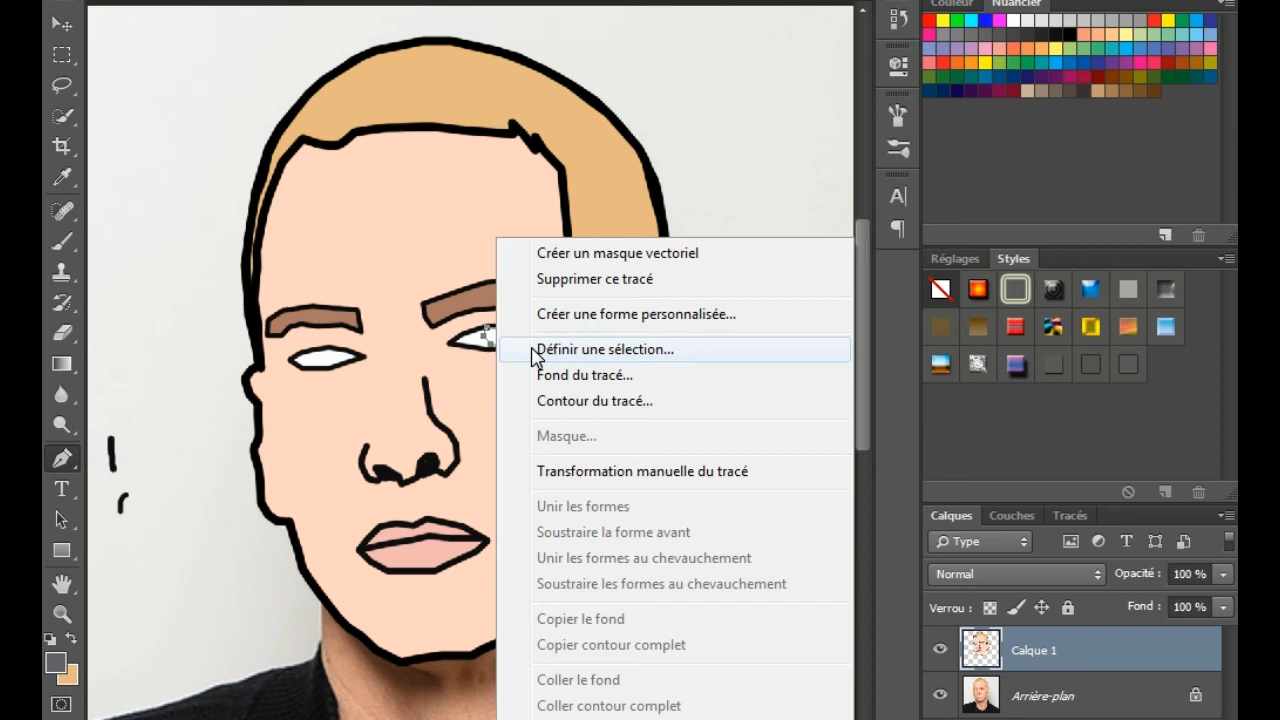 Couleur
Nuancier
Créer un masque vectoriel
Supprimer ce tracé
Créer une forme personnalisée...
Définir une sélection...
Fond du tracé...
Contour du tracé...
Masque...
Transformation manuelle du tracé
Unir les formes
Soustraire la forme avant
Unir les formes au chevauchement
Soustraire les formes au chevauchement
Copier le fond
Copier contour complet
Coller le fond
Coller contour complet
Réglages
Styles
Calques
Couches
Tracés
Type
Normal
Opacité :
100 %
Verrou :
Fond :
100 %
Calque 1
Arrière-plan